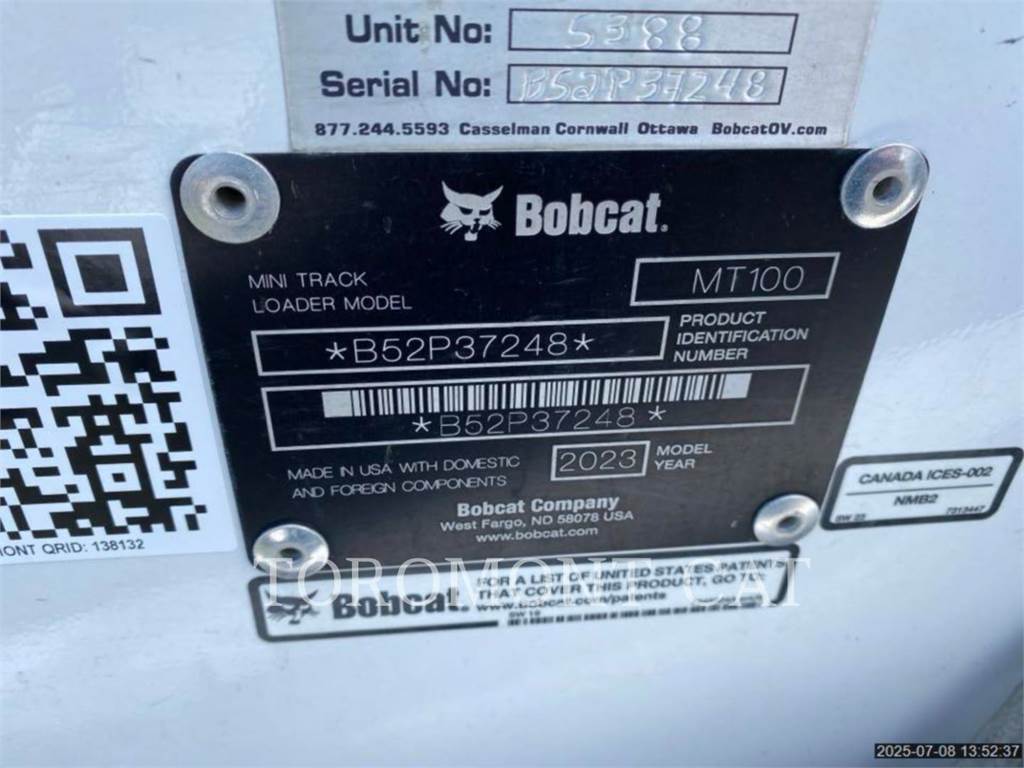 Unit No: 5388
Serial No: B52P37248
877.244.5593 Casselman Cornwall Ottawa BobcatOV.com
Bobcat.
MINI TRACK
LOADER MODEL
MT100
*B52P37248*
PRODUCT
IDENTIFICATION
NUMBER
*B52P37248*
MADE IN USA WITH DOMESTIC
AND FOREIGN COMPONENTS
2023
MODEL
YEAR
Bobcat Company
West Fargo, ND 58078 USA
www.bobcat.com
CANADA ICES-002
NMB2
7313447
MONT QRID: 138132
TOROMONT CAT
Bobcat.
FOR A LIST OF UNITED STATES PATENTS
THAT COVER THIS PRODUCT, GO TO:
www.Bobcat.com/patents
2025-07-08 13:52:37